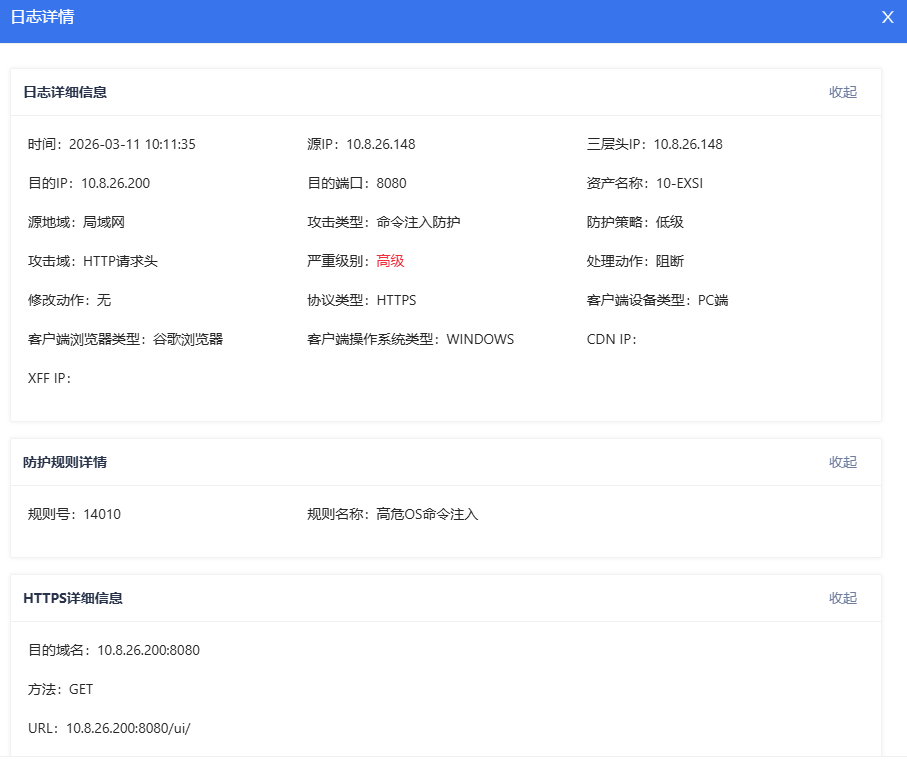 日志详情 X
日志详细信息 收起
时间：2026-03-11 10:11:35 源IP：10.8.26.148 三层头IP：10.8.26.148
目的IP：10.8.26.200 目的端口：8080 资产名称：10-EXSI
源地域：局域网 攻击类型：命令注入防护 防护策略：低级
攻击域：HTTP请求头 严重级别：高级 处理动作：阻断
修改动作：无 协议类型：HTTPS 客户端设备类型：PC端
客户端浏览器类型：谷歌浏览器 客户端操作系统类型：WINDOWS CDN IP：
XFF IP：
防护规则详情 收起
规则号：14010 规则名称：高危OS命令注入
HTTPS详细信息 收起
目的域名：10.8.26.200:8080
方法：GET
URL：10.8.26.200:8080/ui/